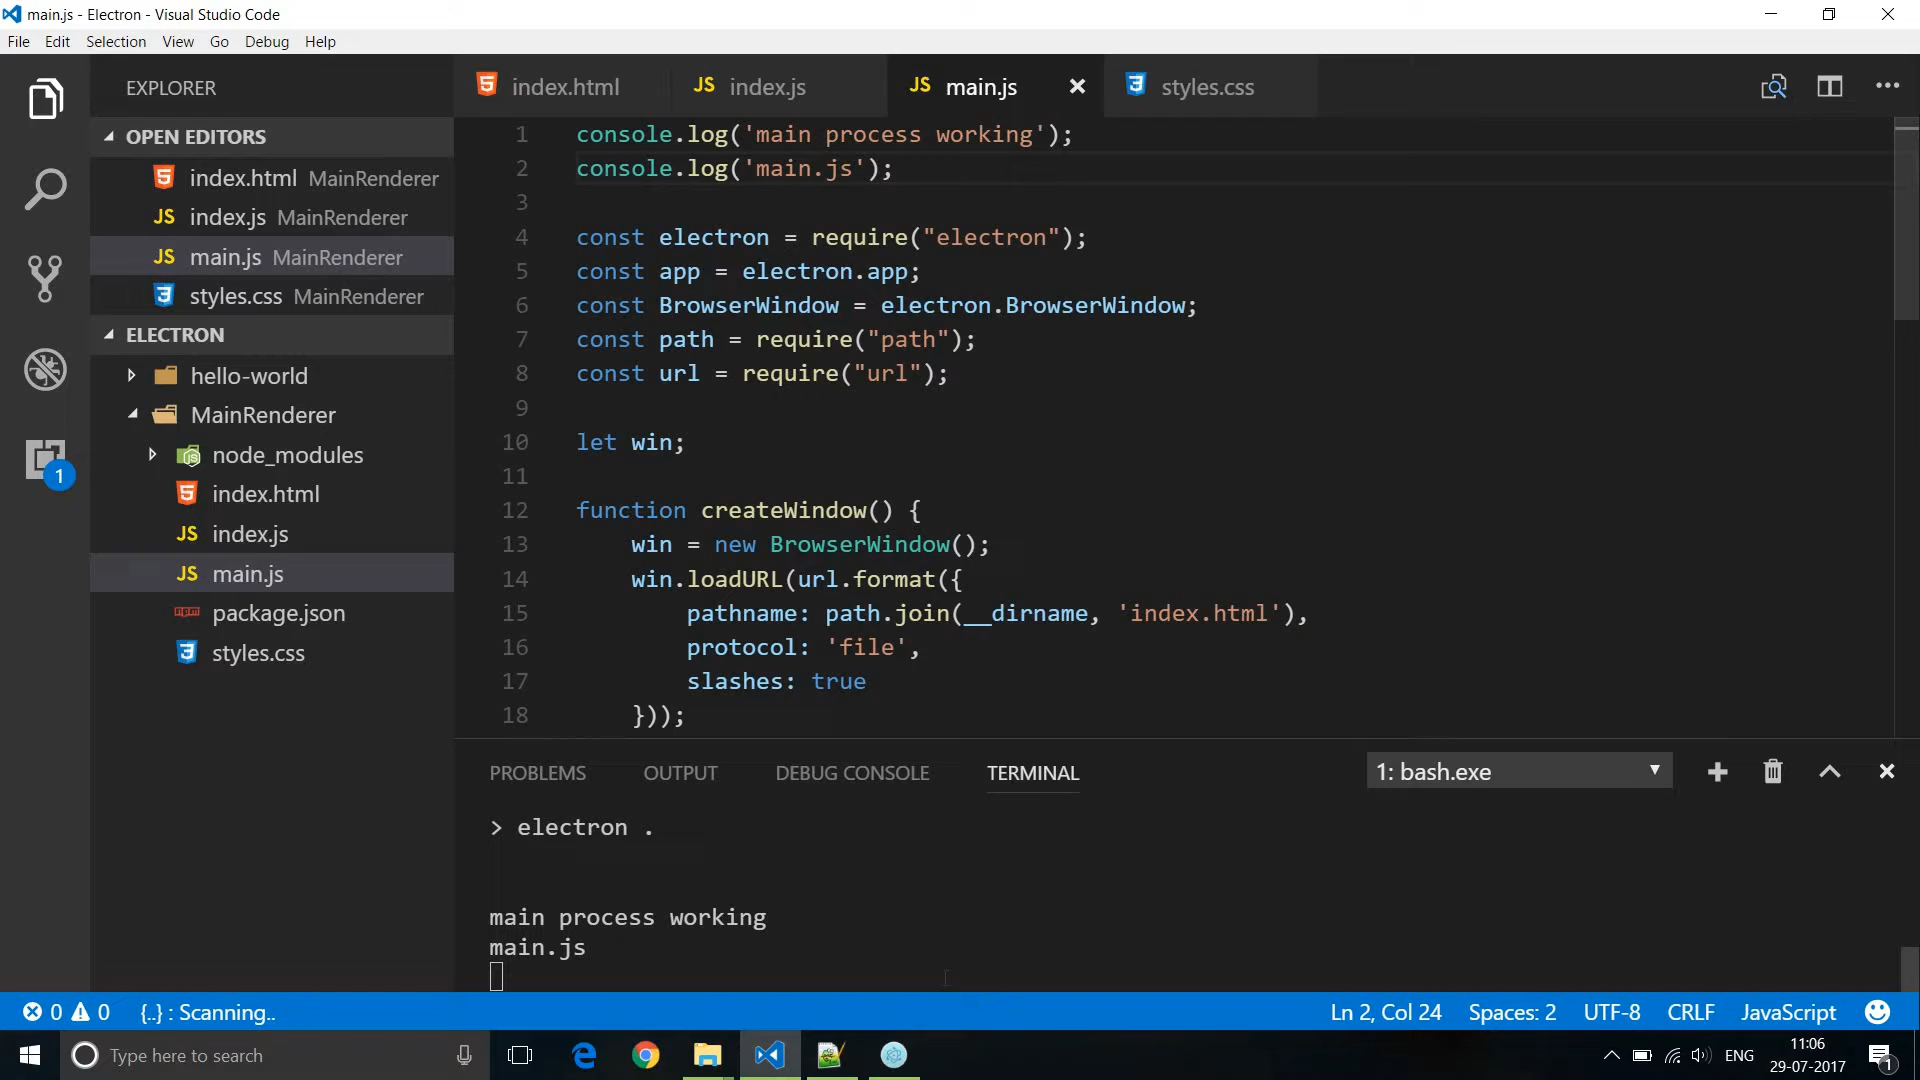 main.js - Electron - Visual Studio Code
File Edit Selection View Go Debug Help
EXPLORER
OPEN EDITORS
index.html MainRenderer
index.js MainRenderer
main.js MainRenderer
styles.css MainRenderer
ELECTRON
hello-world
MainRenderer
node_modules
index.html
index.js
main.js
package.json
styles.css
1
index.html index.js main.js styles.css
1 console.log('main process working');
2 console.log('main.js');
3
4 const electron = require("electron");
5 const app = electron.app;
6 const BrowserWindow = electron.BrowserWindow;
7 const path = require("path");
8 const url = require("url");
9
10 let win;
11
12 function createWindow() {
13 win = new BrowserWindow();
14 win.loadURL(url.format({
15 pathname: path.join(__dirname, 'index.html'),
16 protocol: 'file',
17 slashes: true
18 }));
PROBLEMS OUTPUT DEBUG CONSOLE TERMINAL 1: bash.exe
> electron .
main process working
main.js
0 0 {..} : Scanning.. Ln 2, Col 24 Spaces: 2 UTF-8 CRLF JavaScript
Type here to search ENG 11:06
29-07-2017 1